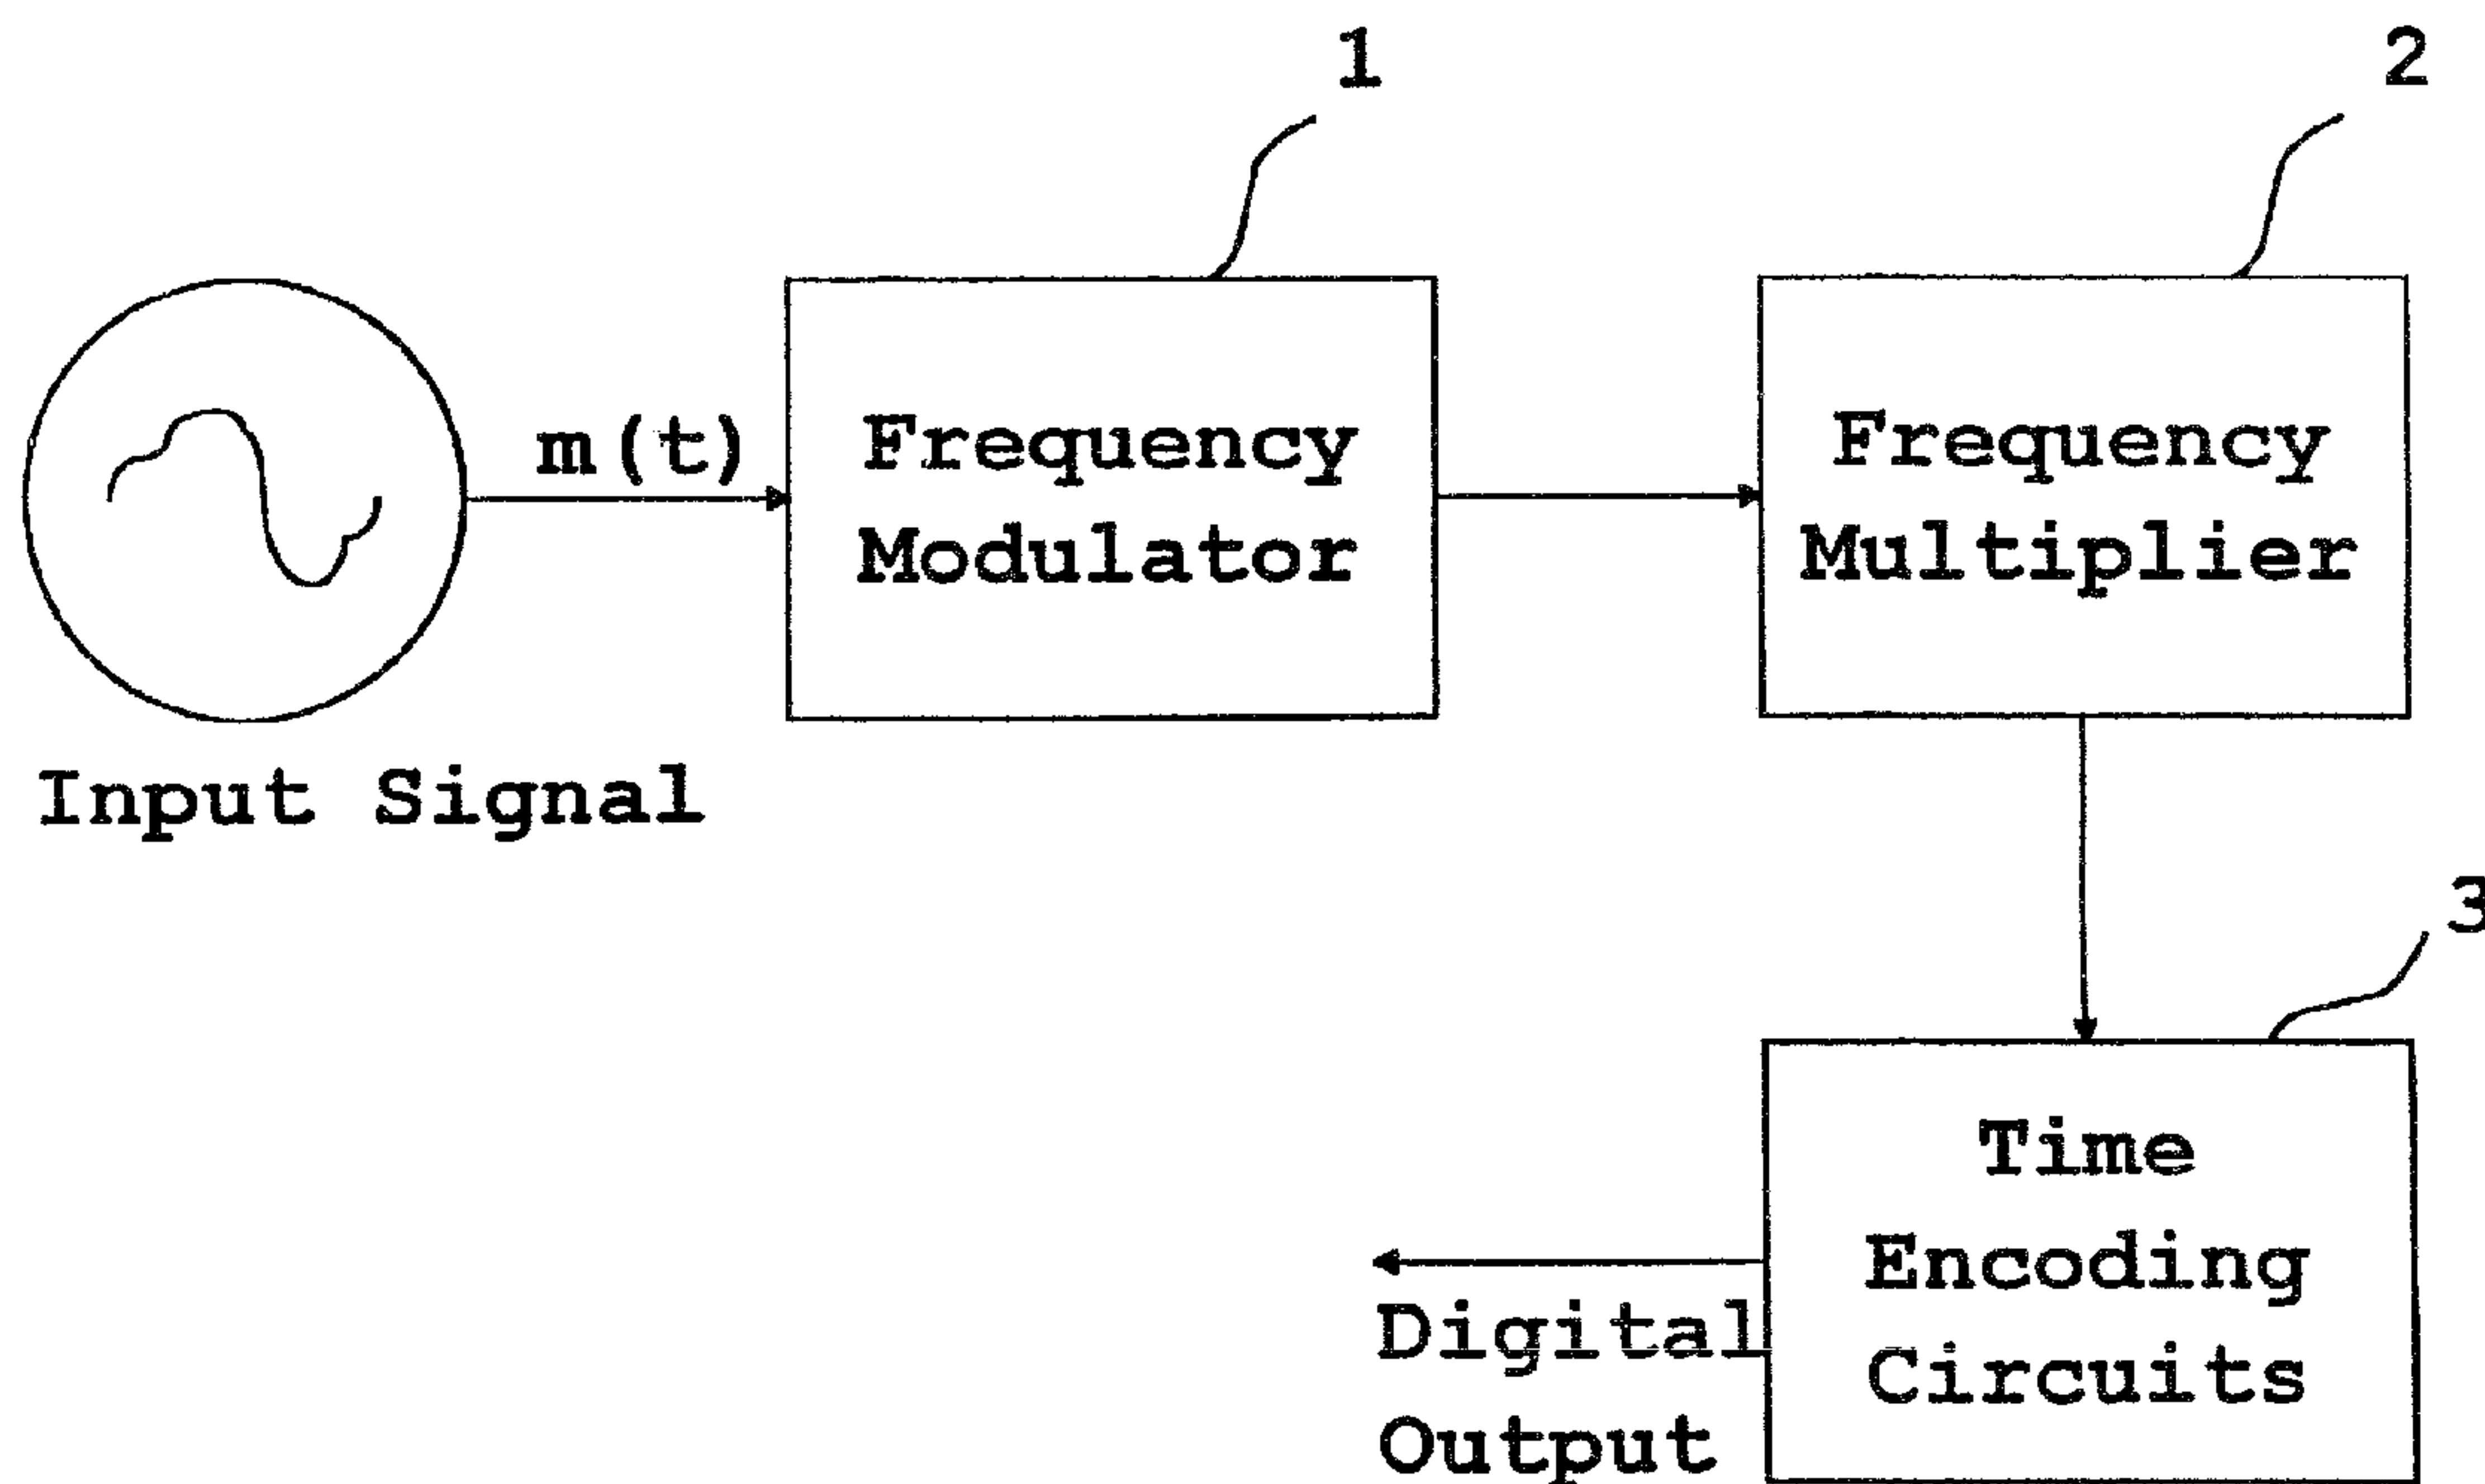 1
2
m(t)
Frequency
Modulator
Frequency
Multiplier
Input Signal
3
Time
Encoding
Circuits
Digital
Output